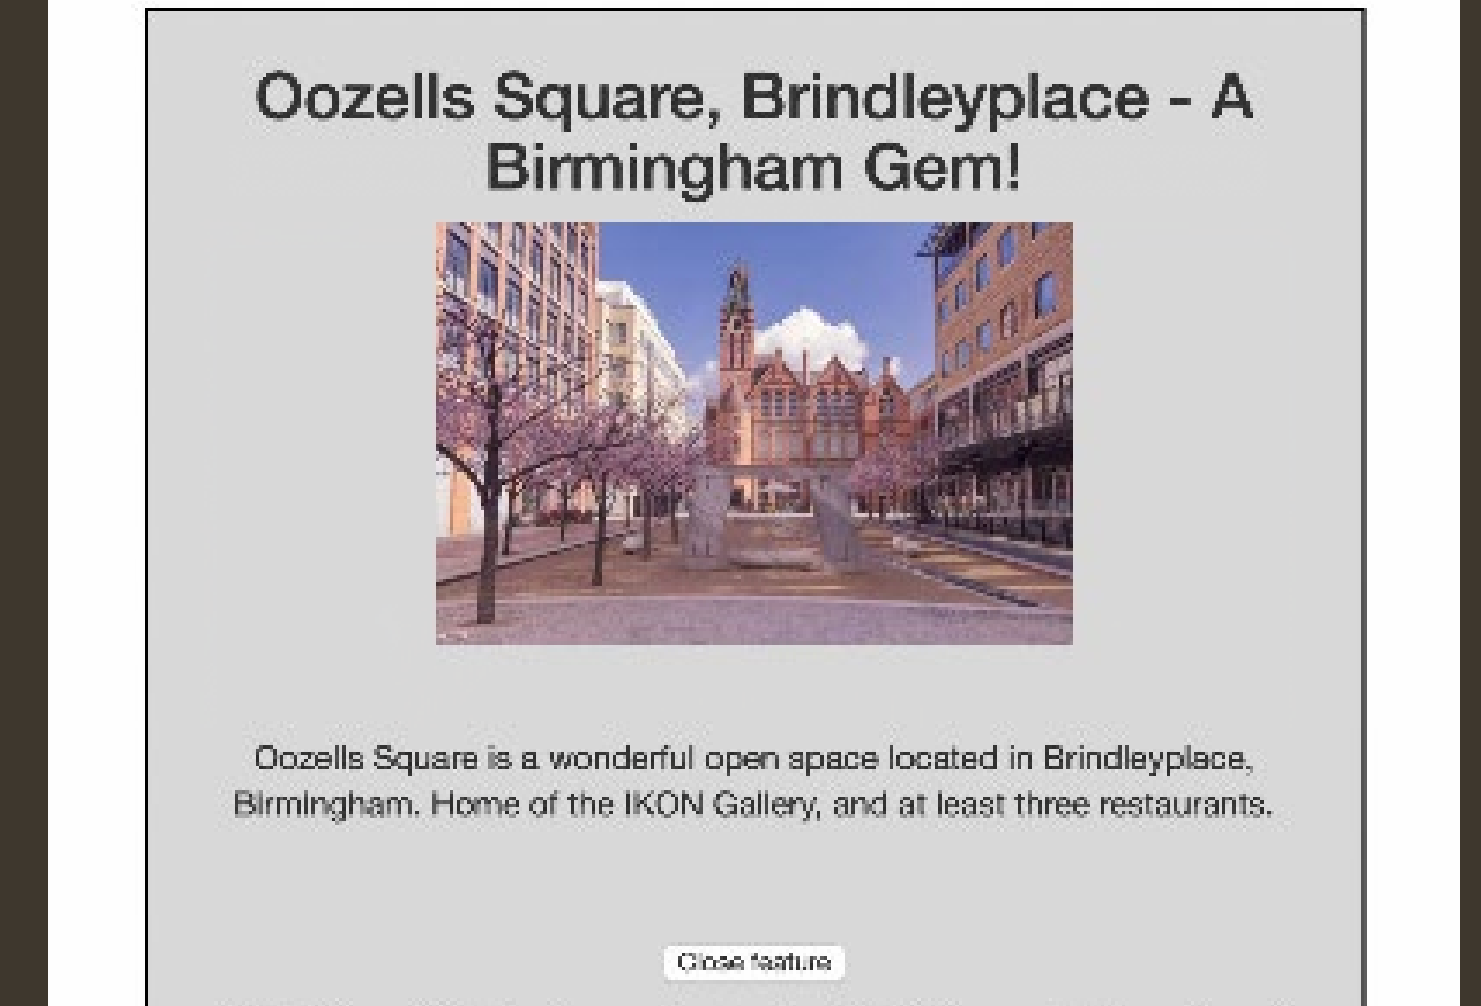 Oozells Square, Brindleyplace - A
Birmingham Gem!
Oozells Square is a wonderful open space located in Brindleyplace,
Birmingham. Home of the IKON Gallery, and at least three restaurants.
Close feature